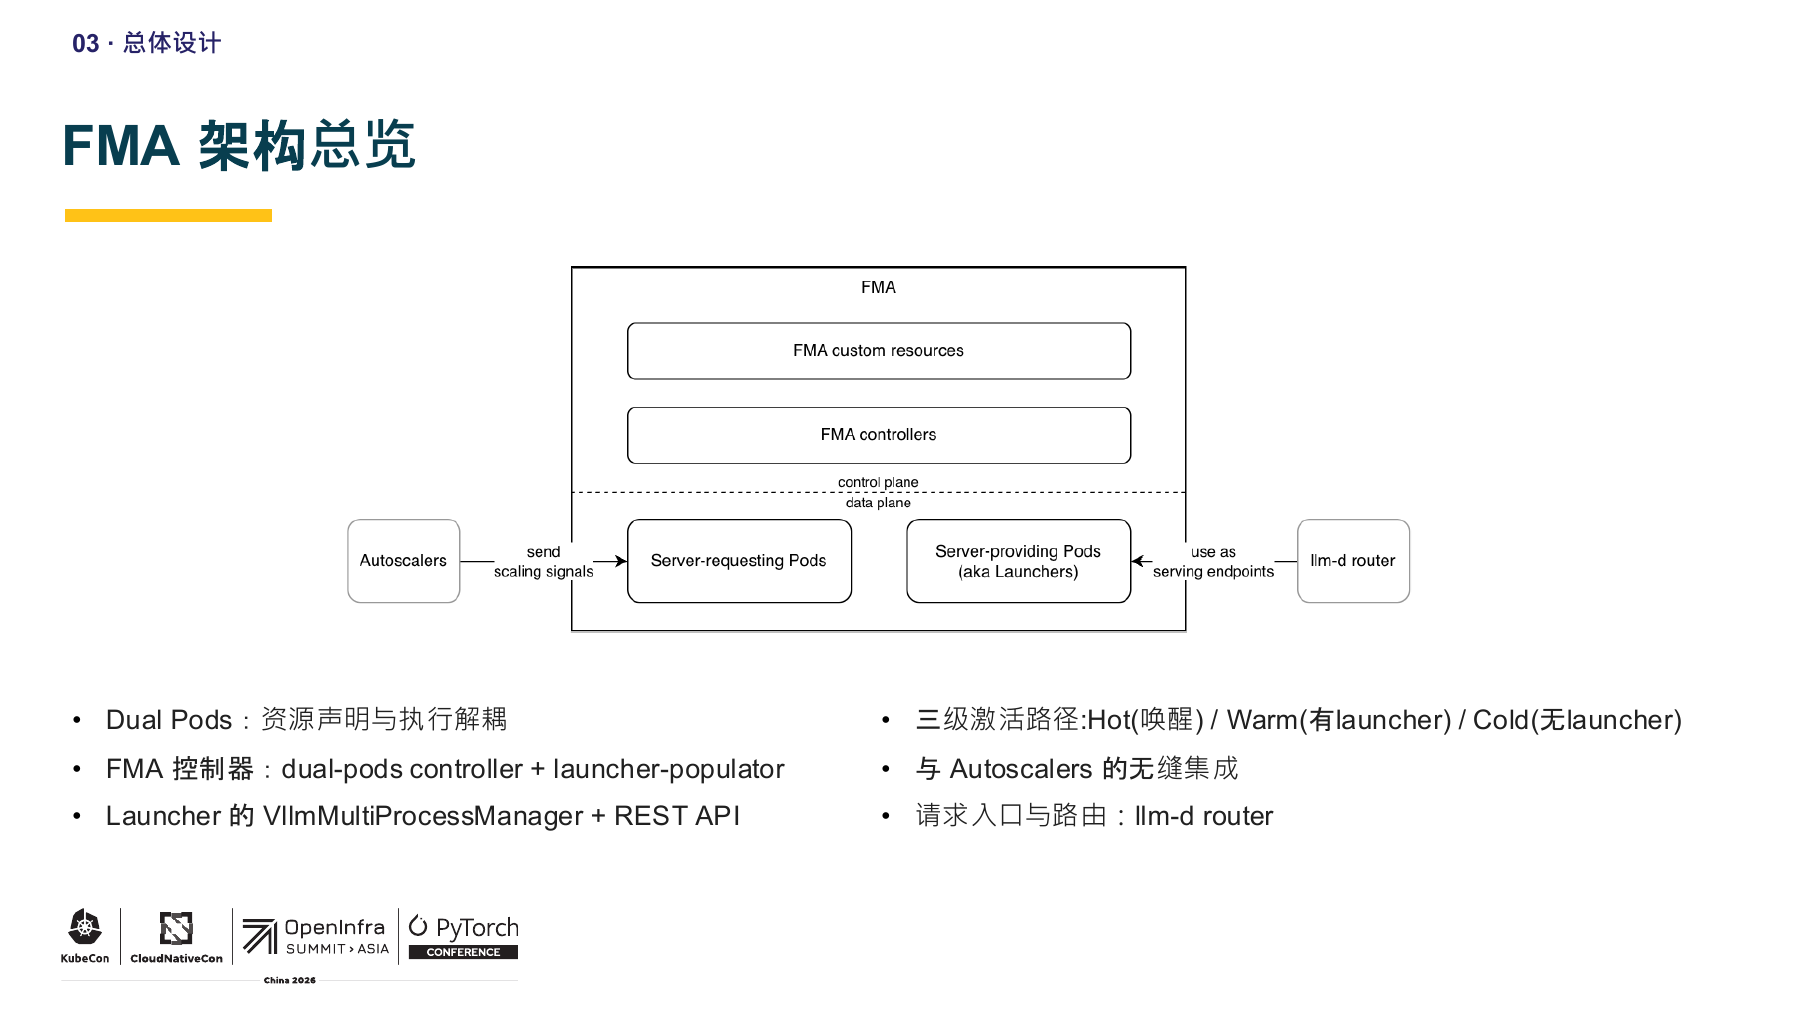 03 · 总体设计
FMA 架构总览
FMA
FMA custom resources
FMA controllers
control plane
data plane
Autoscalers
send
scaling signals
Server-requesting Pods
Server-providing Pods
(aka Launchers)
use as
serving endpoints
llm-d router
• Dual Pods：资源声明与执行解耦
• FMA 控制器：dual-pods controller + launcher-populator
• Launcher 的 VllmMultiProcessManager + REST API
• 三级激活路径:Hot(唤醒) / Warm(有launcher) / Cold(无launcher)
• 与 Autoscalers 的无缝集成
• 请求入口与路由：llm-d router
KubeCon
CloudNativeCon
OpenInfra
SUMMIT > ASIA
PyTorch
CONFERENCE
China 2026